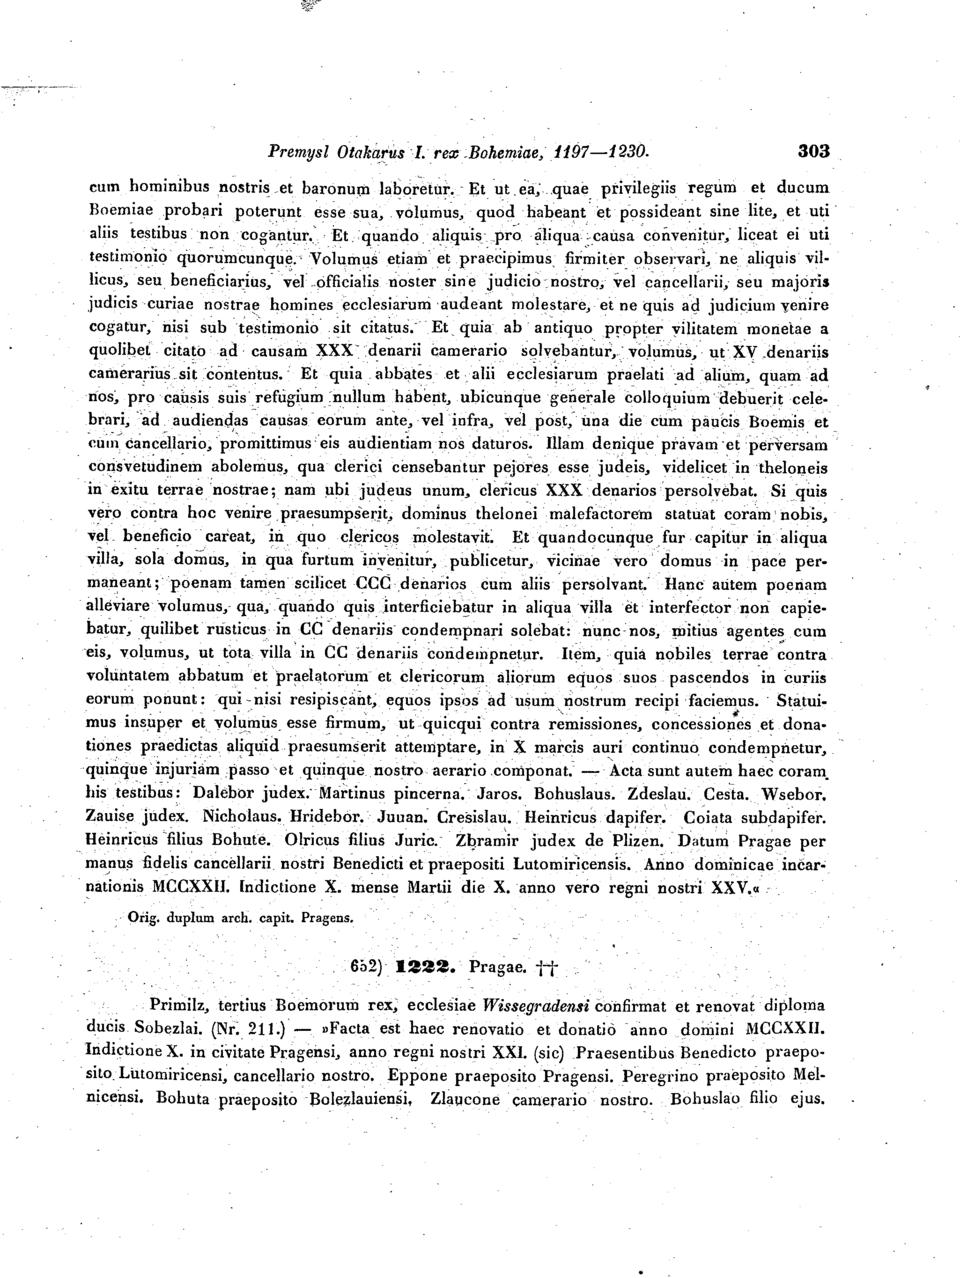 Premysl Otakarus I. rex Bohemiae, 1197—1230. 303
cum hominibus nostris et baronum laboretur. Et ut ea, quae privilegiis regum et ducum
Boemiae probari poterunt esse sua, volumus, quod habeant et possideant sine lite, et uti
aliis testibus non cogantur. Et quando aliquis pro aliqua causa convenitur, liceat ei uti
testimonio quorumcunque. Volumus etiam et praecipimus firmiter observari, ne aliquis vil-
licus, seu beneficiarius, vel officialis noster sine judicio nostro, vel cancellarii, seu majoris
judicis curiae nostrae homines ecclesiarum audeant molestare, et ne quis ad judicium venire
cogatur, nisi sub testimonio sit citatus. Et quia ab antiquo propter vilitatem monetae a
quolibet citato ad causam XXX denarii camerario solvebantur, volumus, ut XV denariis
camerarius sit contentus. Et quia abbates et alii ecclesiarum praelati ad alium, quam ad
nos, pro causis suis refugium nullum habent, ubicunque generale colloquium debuerit cele-
brari, ad audiendas causas eorum ante, vel infra, vel post, una die cum paucis Boemis et
cum cancellario, promittimus eis audientiam nos daturos. Illam denique pravam et perversam
consvetudinem abolemus, qua clerici censebantur pejores esse judeis, videlicet in theloneis
in exitu terrae nostrae; nam ubi judeus unum, clericus XXX denarios persolvebat. Si quis
vero contra hoc venire praesumpserit, dominus thelonei malefactorem statuat coram nobis,
vel beneficio careat, in quo clericos molestavit. Et quandocunque fur capitur in aliqua
villa, sola domus, in qua furtum invenitur, publicetur, vicinae vero domus in pace per-
maneant; poenam tamen scilicet CCC denarios cum aliis persolvant. Hanc autem poenam
alleviare volumus, qua, quando quis interficiebatur in aliqua villa et interfector non capie-
batur, quilibet rusticus in CC denariis condempnari solebat: nunc nos, mitius agentes cum
eis, volumus, ut tota villa in CC denariis condempnetur. Item, quia nobiles terrae contra
voluntatem abbatum et praelatorum et clericorum aliorum equos suos pascendos in curiis
eorum ponunt: qui nisi resipiscant, equos ipsos ad usum nostrum recipi faciemus. Statui-
mus insuper et volumus esse firmum, ut quicqui contra remissiones, concessiones et dona-
tiones praedictas aliquid praesumserit attemptare, in X marcis auri continuo condempnetur,
quinque injuriam passo et quinque nostro aerario componat. — Acta sunt autem haec coram
his testibus: Dalebor judex. Martinus pincerna. Jaros. Bohuslaus. Zdeslau. Cesta. Wsebor.
Zauise judex. Nicholaus. Hridebor. Juuan. Cresislau. Heinricus dapifer. Coiata subdapifer.
Heinricus filius Bohute. Olricus filius Juric. Zbramir judex de Plizen. Datum Pragae per
manus fidelis cancellarii nostri Benedicti et praepositi Lutomiricensis. Anno dominicae incar-
nationis MCCXXII. Indictione X. mense Martii die X. anno vero regni nostri XXV.«
Orig. duplum arch. capit. Pragens.
652) 1222. Pragae. ††
Primilz, tertius Boemorum rex, ecclesiae Wissegradensi confirmat et renovat diploma
ducis Sobezlai. (Nr. 211.) — »Facta est haec renovatio et donatio anno domini MCCXXII.
Indictione X. in civitate Pragensi, anno regni nostri XXI. (sic) Praesentibus Benedicto praepo-
sito Lutomiricensi, cancellario nostro. Eppone praeposito Pragensi. Peregrino praeposito Mel-
nicensi. Bohuta praeposito Bolezlauiensi, Zlaucone camerario nostro. Bohuslao filio ejus.